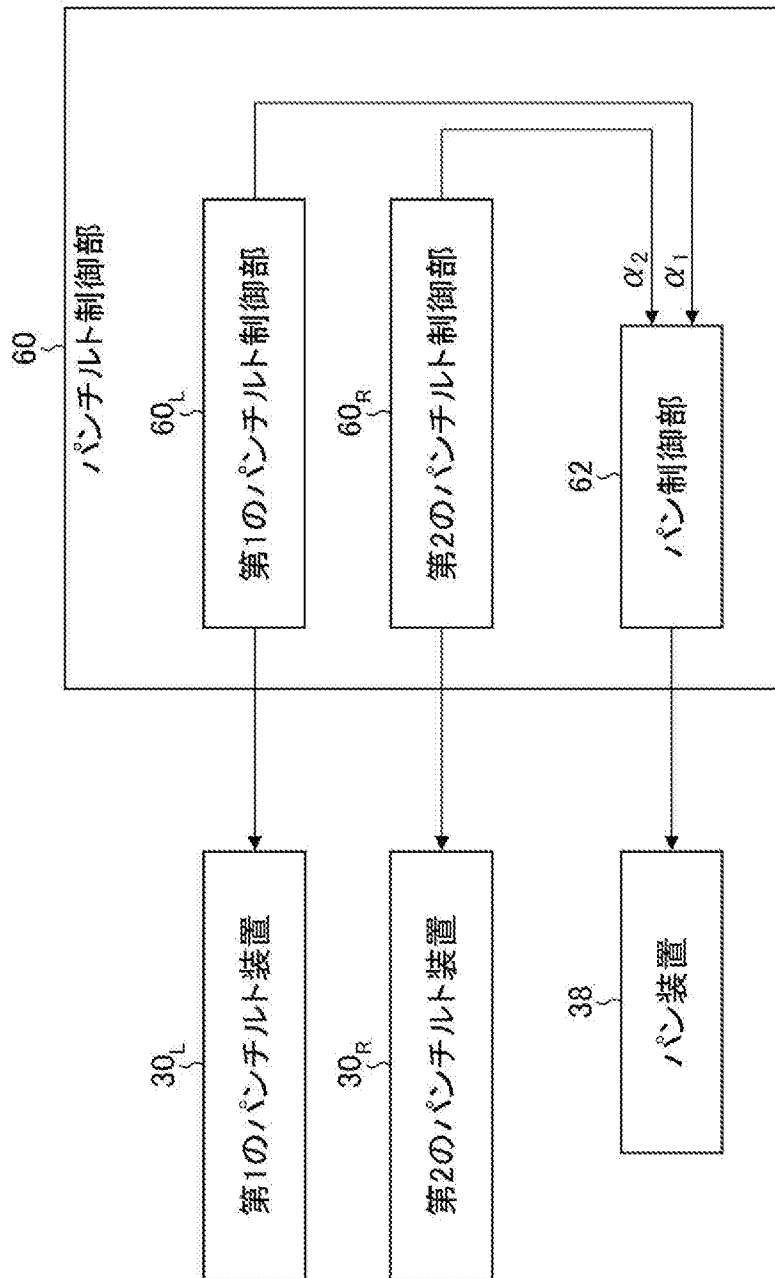 60
パンチルト制御部
30L
第1のパンチルト装置
60L
第1のパンチルト制御部
30R
第2のパンチルト装置
60R
第2のパンチルト制御部
α2
α1
38
パン装置
62
パン制御部